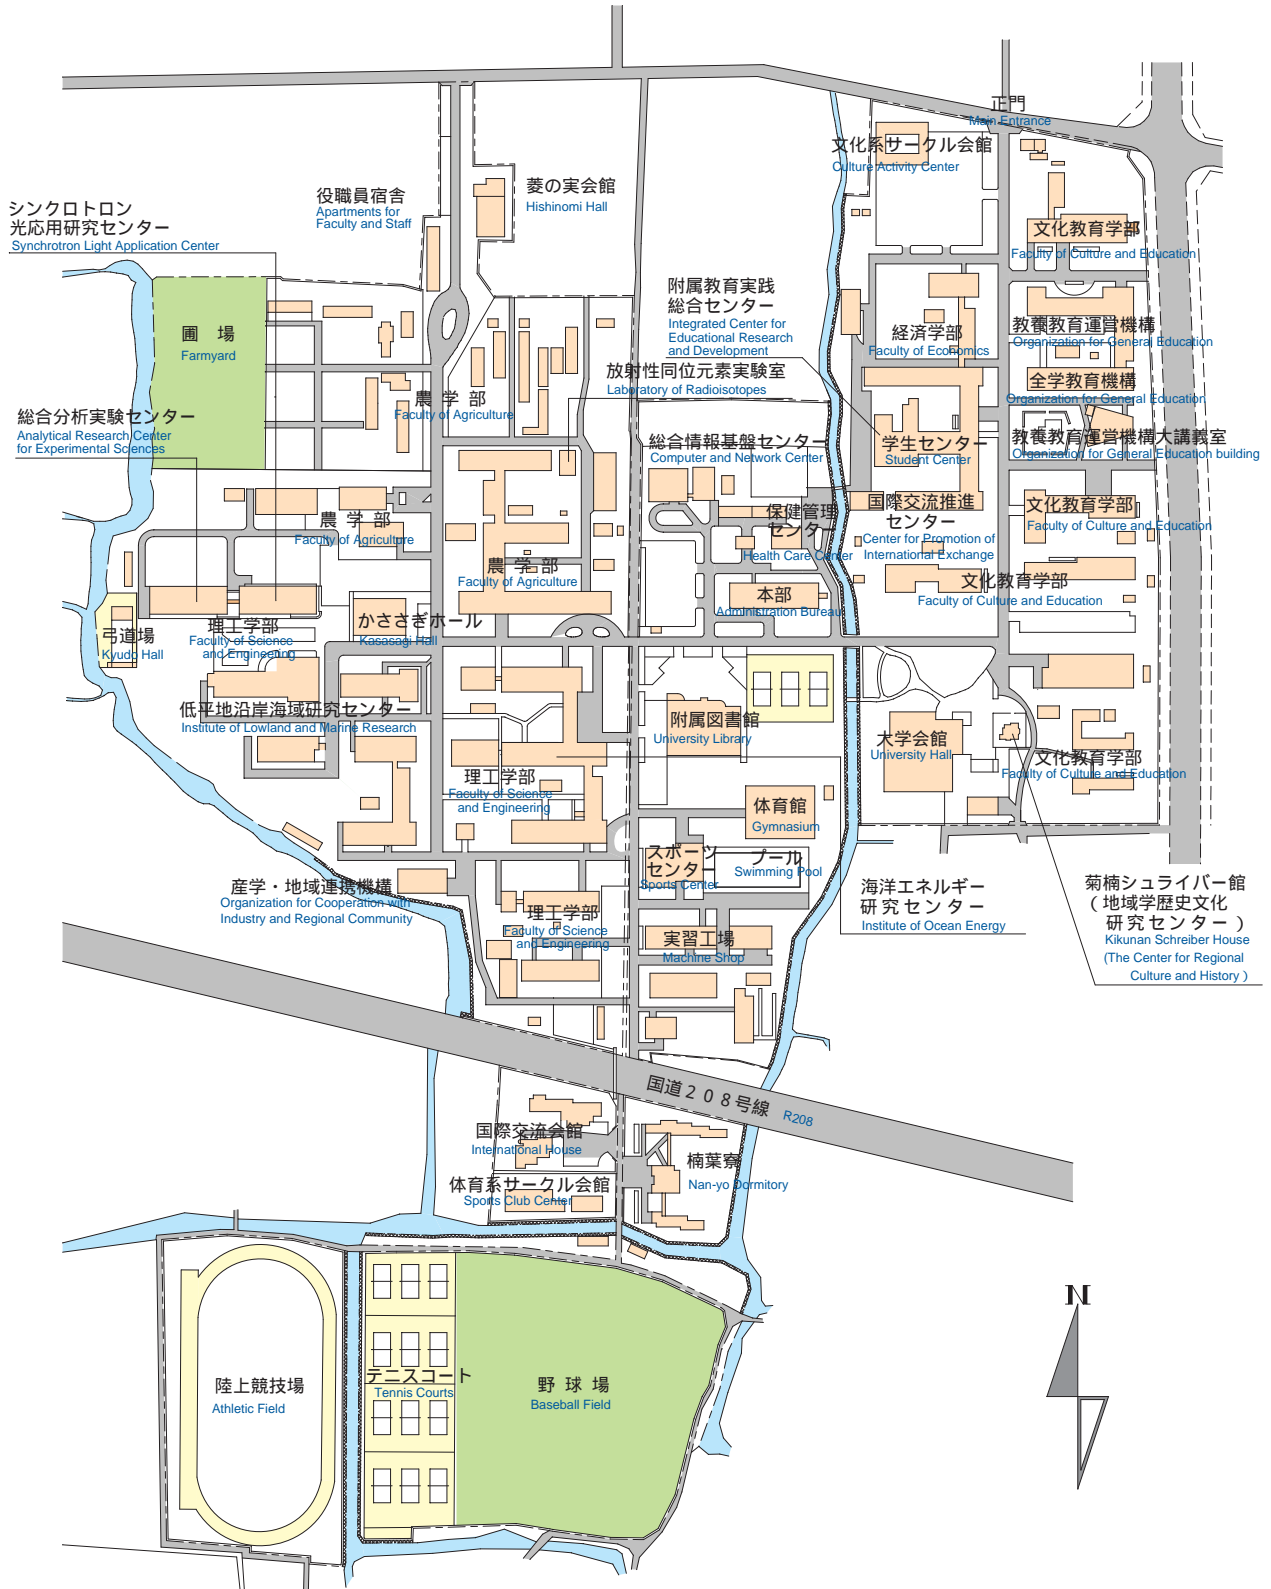 正門
Main Entrance
文化系サークル会館
Culture Activity Center
役職員宿舎
Apartments for
Faculty and Staff
菱の実会館
Hishinomi Hall
シンクロトロン
光応用研究センター
Synchrotron Light Application Center
文化教育学部
Faculty of Culture and Education
附属教育実践
総合センター
Integrated Center for
Educational Research
and Development
圃 場
Farmyard
経済学部
Faculty of Economics
教養教育運営機構
Organization for General Education
放射性同位元素実験室
Laboratory of Radioisotopes
全学教育機構
Organization for General Education
農 学 部
Faculty of Agriculture
総合分析実験センター
Analytical Research Center
for Experimental Sciences
総合情報基盤センター
Computer and Network Center
学生センター
Student Center
教養教育運営機構大講義室
Organization for General Education building
農 学 部
Faculty of Agriculture
保健管理
センター
Health Care Center
国際交流推進
センター
Center for Promotion of
International Exchange
文化教育学部
Faculty of Culture and Education
農 学 部
Faculty of Agriculture
本部
Administration Bureau
文化教育学部
Faculty of Culture and Education
弓道場
Kyudo Hall
理工学部
Faculty of Science
and Engineering
かささぎホール
Kasasagi Hall
低平地沿岸海域研究センター
Institute of Lowland and Marine Research
附属図書館
University Library
大学会館
University Hall
文化教育学部
Faculty of Culture and Education
理工学部
Faculty of Science
and Engineering
体育館
Gymnasium
スポーツ
センター
Sports Center
プール
Swimming Pool
産学・地域連携機構
Organization for Cooperation with
Industry and Regional Community
海洋エネルギー
研究センター
Institute of Ocean Energy
菊楠シュライバー館
（地域学歴史文化
研究センター）
Kikunan Schreiber House
(The Center for Regional
Culture and History )
理工学部
Faculty of Science
and Engineering
実習工場
Machine Shop
国道２０８号線 R208
国際交流会館
International House
楠葉寮
Nan-yo Dormitory
体育系サークル会館
Sports Club Center
N
陸上競技場
Athletic Field
テニスコート
Tennis Courts
野 球 場
Baseball Field